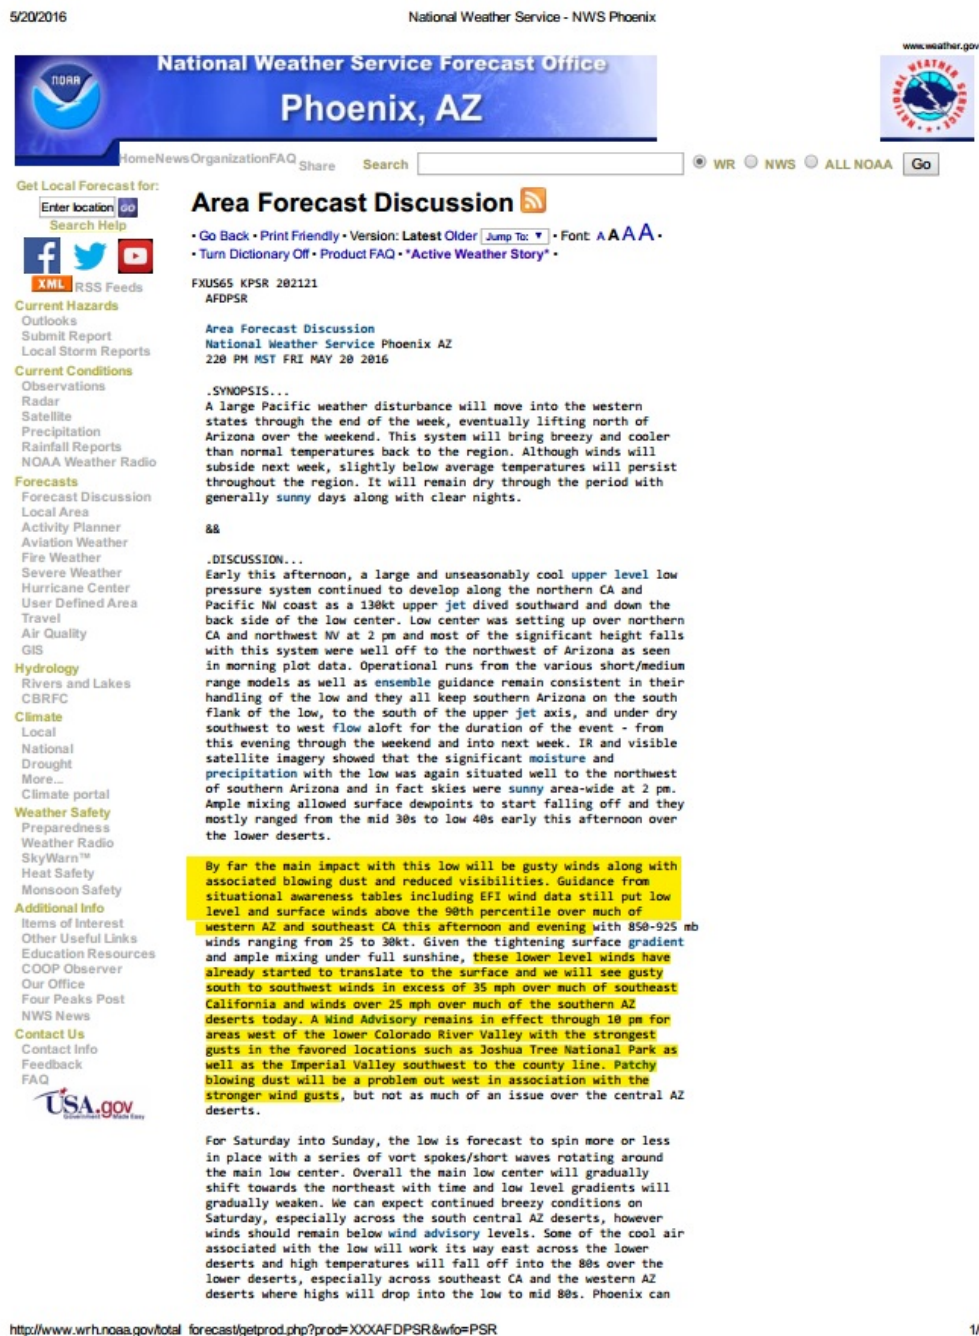 5/20/2016
National Weather Service - NWS Phoenix
www.weather.gov
NOAA
National Weather Service Forecast Office
Phoenix, AZ
HomeNewsOrganizationFAQ Share
Search
WR NWS ALL NOAA Go
Get Local Forecast for:
Enter location GO
Search Help
XML RSS Feeds
Current Hazards
Outlooks
Submit Report
Local Storm Reports
Current Conditions
Observations
Radar
Satellite
Precipitation
Rainfall Reports
NOAA Weather Radio
Forecasts
Forecast Discussion
Local Area
Activity Planner
Aviation Weather
Fire Weather
Severe Weather
Hurricane Center
User Defined Area
Travel
Air Quality
GIS
Hydrology
Rivers and Lakes
CBRFC
Climate
Local
National
Drought
More...
Climate portal
Weather Safety
Preparedness
Weather Radio
SkyWarn™
Heat Safety
Monsoon Safety
Additional Info
Items of Interest
Other Useful Links
Education Resources
COOP Observer
Our Office
Four Peaks Post
NWS News
Contact Us
Contact Info
Feedback
FAQ
USA.gov
Area Forecast Discussion
• Go Back • Print Friendly • Version: Latest Older Jump To: ▼ • Font: A A A A •
• Turn Dictionary Off • Product FAQ • *Active Weather Story* •
FXUS65 KPSR 202121
AFDPSR
Area Forecast Discussion
National Weather Service Phoenix AZ
220 PM MST FRI MAY 20 2016
.SYNOPSIS...
A large Pacific weather disturbance will move into the western
states through the end of the week, eventually lifting north of
Arizona over the weekend. This system will bring breezy and cooler
than normal temperatures back to the region. Although winds will
subside next week, slightly below average temperatures will persist
throughout the region. It will remain dry through the period with
generally sunny days along with clear nights.
&&
.DISCUSSION...
Early this afternoon, a large and unseasonably cool upper level low
pressure system continued to develop along the northern CA and
Pacific NW coast as a 130kt upper jet dived southward and down the
back side of the low center. Low center was setting up over northern
CA and northwest NV at 2 pm and most of the significant height falls
with this system were well off to the northwest of Arizona as seen
in morning plot data. Operational runs from the various short/medium
range models as well as ensemble guidance remain consistent in their
handling of the low and they all keep southern Arizona on the south
flank of the low, to the south of the upper jet axis, and under dry
southwest to west flow aloft for the duration of the event - from
this evening through the weekend and into next week. IR and visible
satellite imagery showed that the significant moisture and
precipitation with the low was again situated well to the northwest
of southern Arizona and in fact skies were sunny area-wide at 2 pm.
Ample mixing allowed surface dewpoints to start falling off and they
mostly ranged from the mid 30s to low 40s early this afternoon over
the lower deserts.
By far the main impact with this low will be gusty winds along with
associated blowing dust and reduced visibilities. Guidance from
situational awareness tables including EFI wind data still put low
level and surface winds above the 90th percentile over much of
western AZ and southeast CA this afternoon and evening with 850-925 mb
winds ranging from 25 to 30kt. Given the tightening surface gradient
and ample mixing under full sunshine, these lower level winds have
already started to translate to the surface and we will see gusty
south to southwest winds in excess of 35 mph over much of southeast
California and winds over 25 mph over much of the southern AZ
deserts today. A Wind Advisory remains in effect through 10 pm for
areas west of the lower Colorado River Valley with the strongest
gusts in the favored locations such as Joshua Tree National Park as
well as the Imperial Valley southwest to the county line. Patchy
blowing dust will be a problem out west in association with the
stronger wind gusts, but not as much of an issue over the central AZ
deserts.
For Saturday into Sunday, the low is forecast to spin more or less
in place with a series of vort spokes/short waves rotating around
the main low center. Overall the main low center will gradually
shift towards the northeast with time and low level gradients will
gradually weaken. We can expect continued breezy conditions on
Saturday, especially across the south central AZ deserts, however
winds should remain below wind advisory levels. Some of the cool air
associated with the low will work its way east across the lower
deserts and high temperatures will fall off into the 80s over the
lower deserts, especially across southeast CA and the western AZ
deserts where highs will drop into the low to mid 80s. Phoenix can
http://www.wrh.noaa.gov/total_forecast/getprod.php?prod=XXXAFDPSR&wfo=PSR
1/